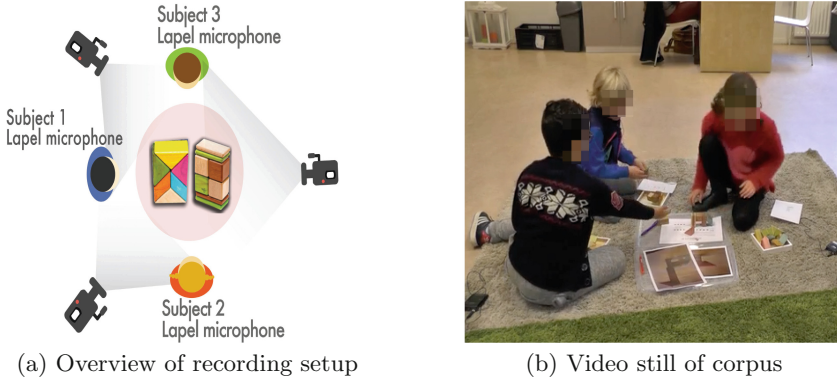 Subject 3
Lapel microphone
Subject 1
Lapel microphone
Subject 2
Lapel microphone
(a) Overview of recording setup
(b) Video still of corpus